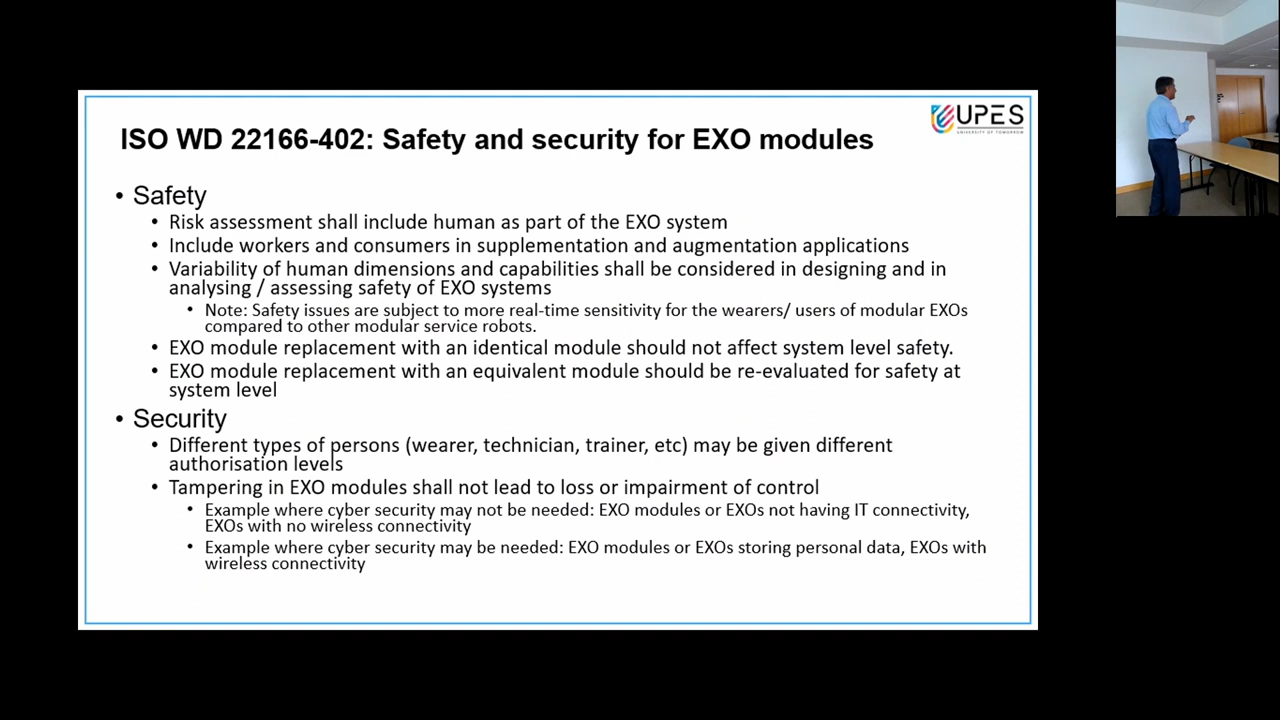 UPES
UNIVERSITY OF TOMORROW
ISO WD 22166-402: Safety and security for EXO modules
• Safety
• Risk assessment shall include human as part of the EXO system
• Include workers and consumers in supplementation and augmentation applications
• Variability of human dimensions and capabilities shall be considered in designing and in
analysing / assessing safety of EXO systems
• Note: Safety issues are subject to more real-time sensitivity for the wearers/ users of modular EXOs
compared to other modular service robots.
• EXO module replacement with an identical module should not affect system level safety.
• EXO module replacement with an equivalent module should be re-evaluated for safety at
system level
• Security
• Different types of persons (wearer, technician, trainer, etc) may be given different
authorisation levels
• Tampering in EXO modules shall not lead to loss or impairment of control
• Example where cyber security may not be needed: EXO modules or EXOs not having IT connectivity,
EXOs with no wireless connectivity
• Example where cyber security may be needed: EXO modules or EXOs storing personal data, EXOs with
wireless connectivity